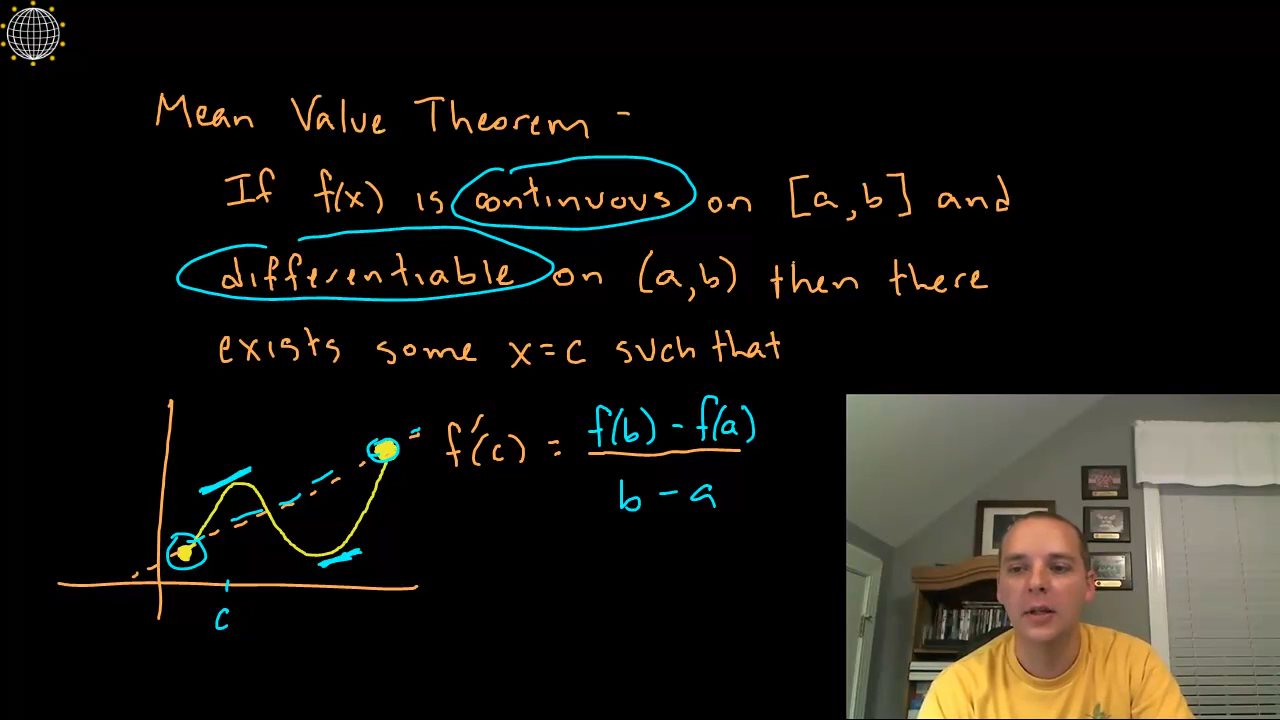 Mean Value Theorem -
If f(x) is continuous on [a,b] and
differentiable on (a,b) then there
exists some x=c such that
f'(c) = f(b) - f(a)
b - a
c